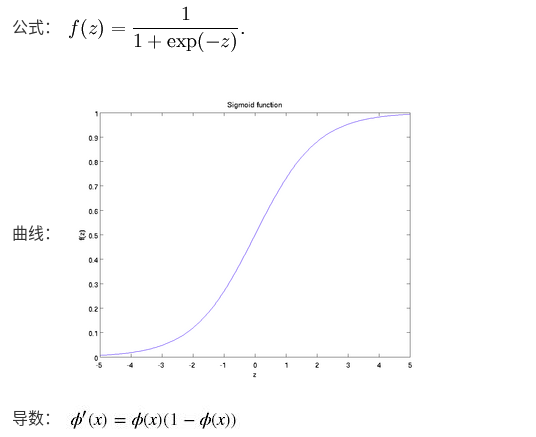 公式： f(z) = 1 / (1 + exp(−z)).
Sigmoid function
1
0.9
0.8
0.7
0.6
曲线： f(z) 0.5
0.4
0.3
0.2
0.1
0
-5 -4 -3 -2 -1 0 1 2 3 4 5
z
导数： ϕ′(x) = ϕ(x)(1 − ϕ(x))